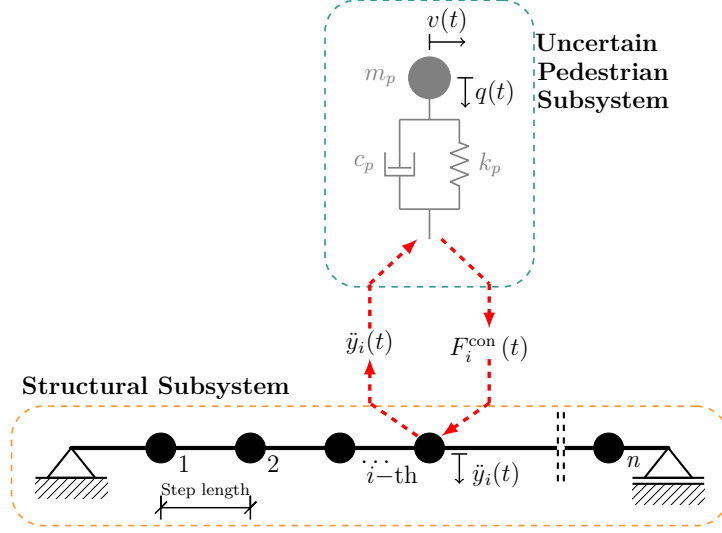 v(t)
Uncertain
Pedestrian
Subsystem
m_p
q(t)
c_p
k_p
ÿ_i(t)
F_i^con (t)
Structural Subsystem
1
2
...
i−th
n
ÿ_i(t)
Step length